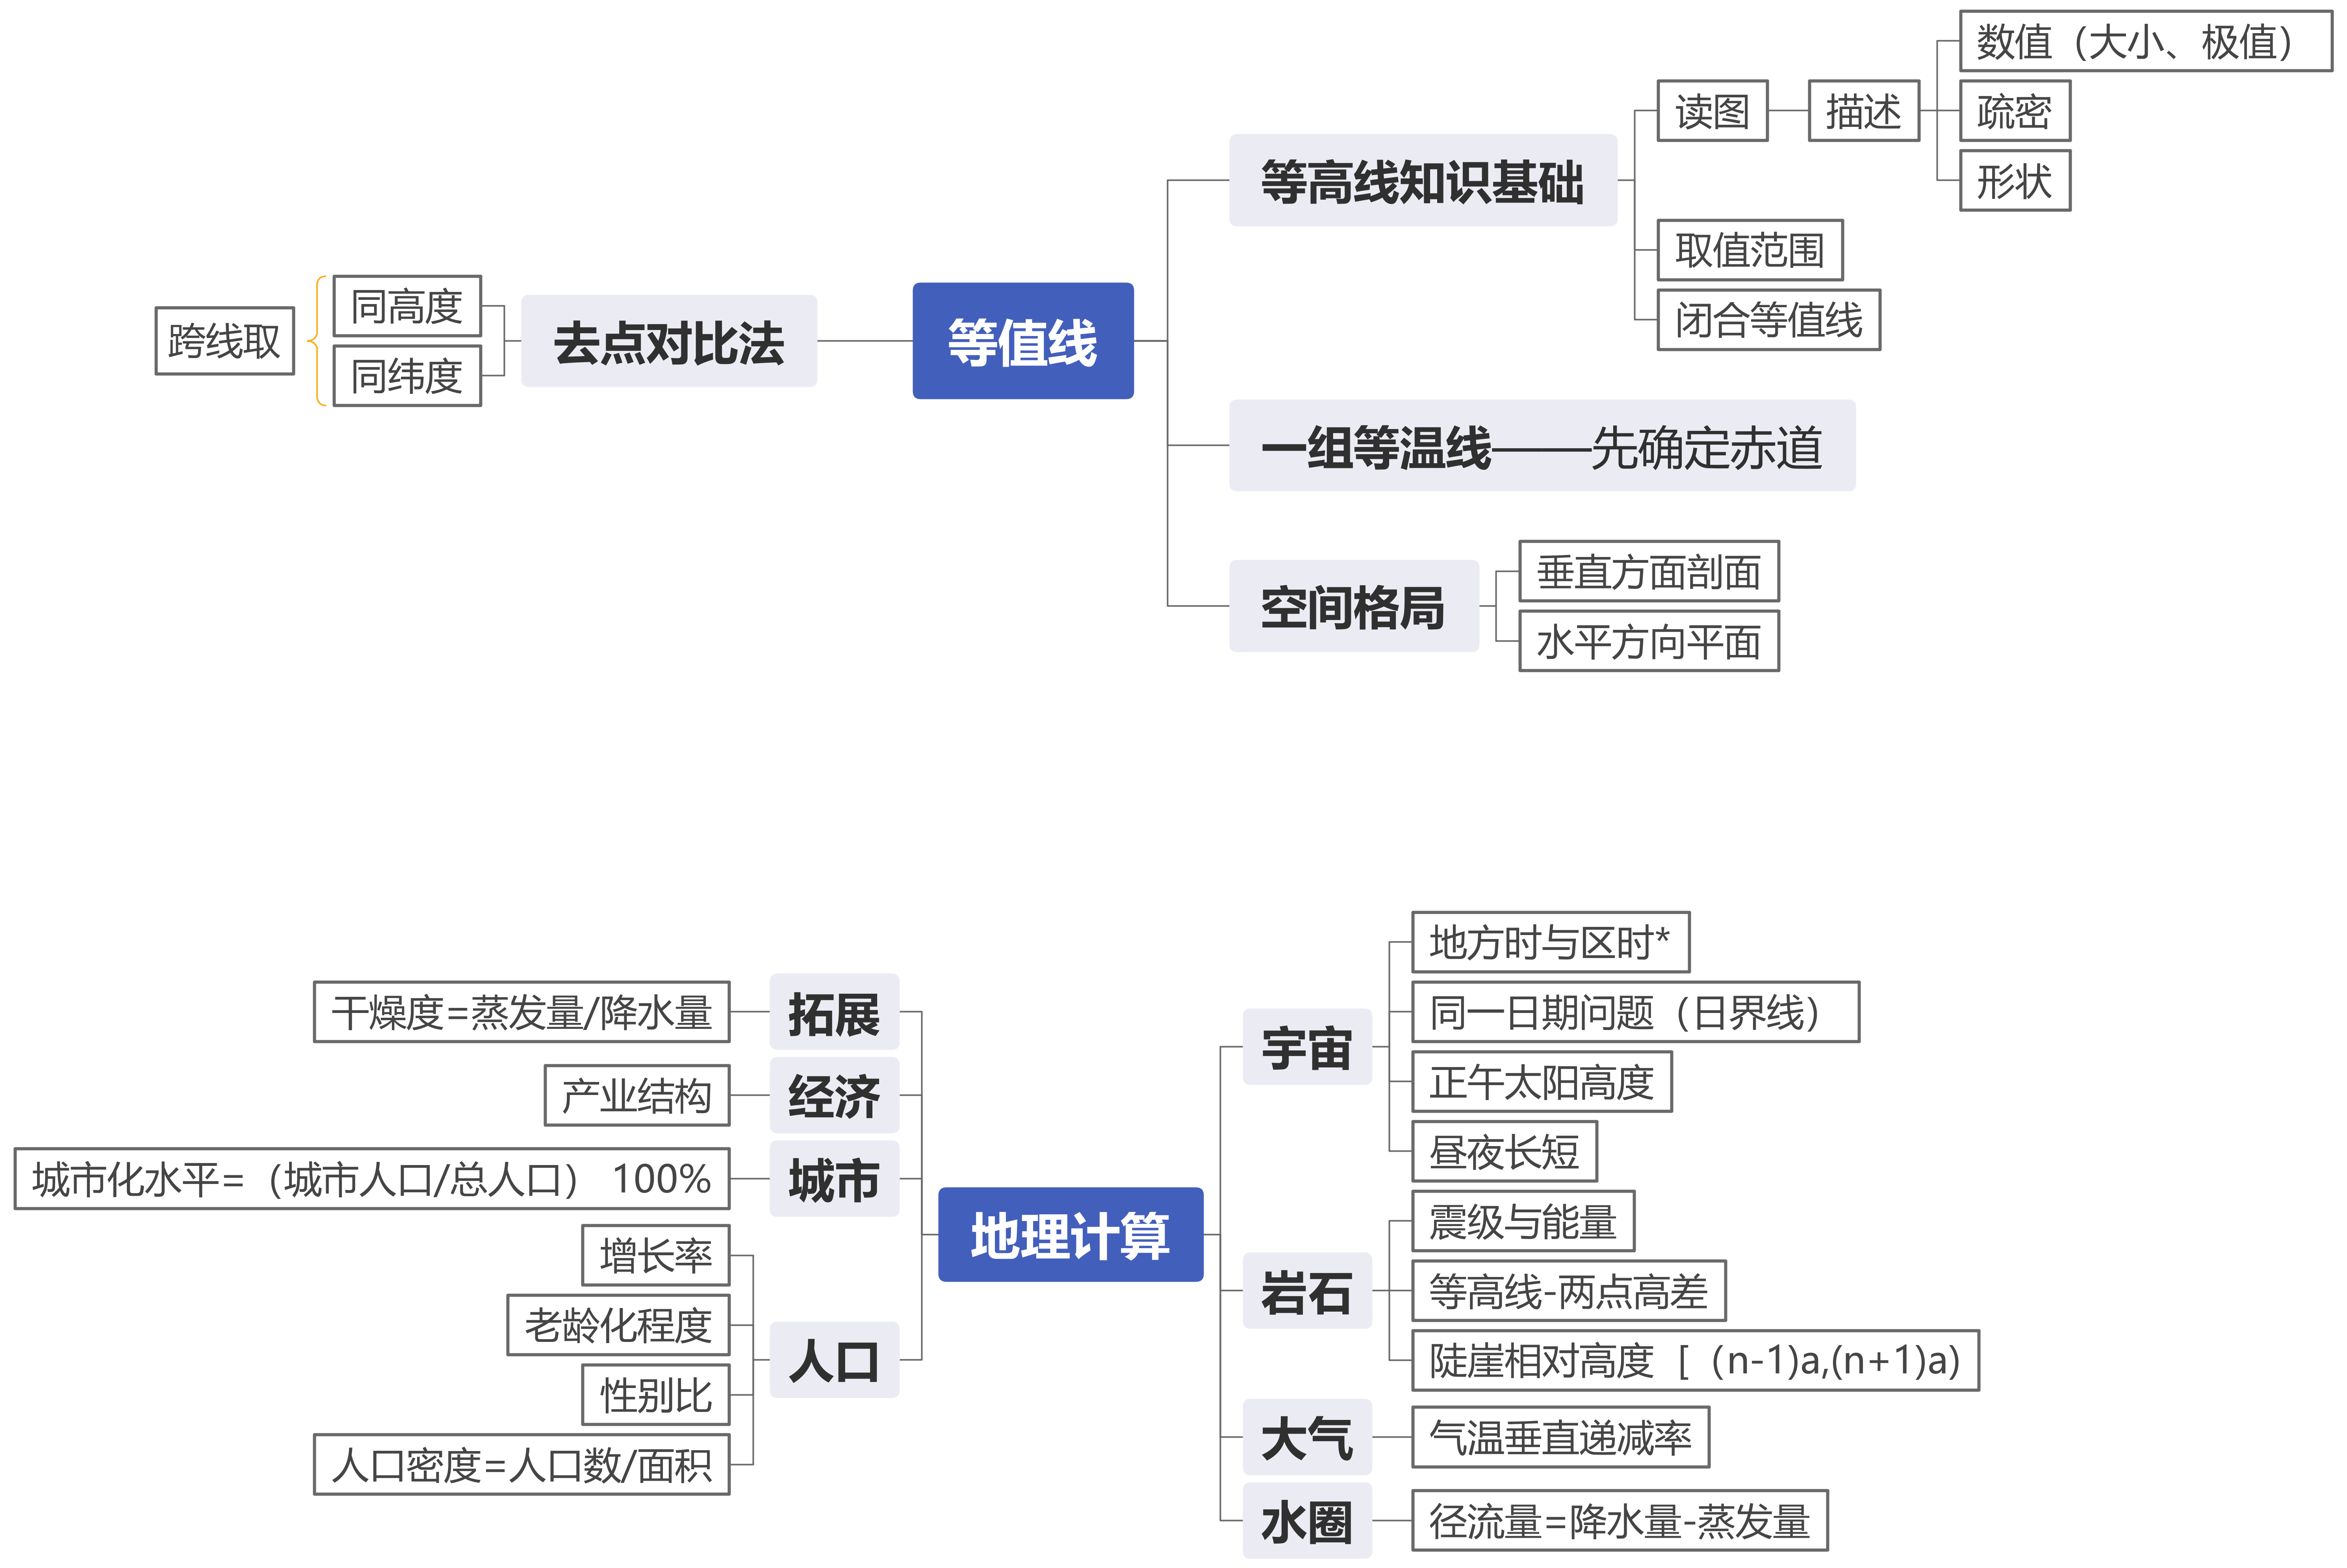 等值线
等高线知识基础
读图
描述
数值（大小、极值）
疏密
形状
取值范围
闭合等值线
一组等温线——先确定赤道
空间格局
垂直方面剖面
水平方向平面
去点对比法
同高度
同纬度
跨线取
地理计算
宇宙
地方时与区时*
同一日期问题（日界线）
正午太阳高度
昼夜长短
岩石
震级与能量
等高线-两点高差
陡崖相对高度［（n-1)a,(n+1)a)
大气
气温垂直递减率
水圈
径流量=降水量-蒸发量
拓展
干燥度=蒸发量/降水量
经济
产业结构
城市
城市化水平=（城市人口/总人口） 100%
人口
增长率
老龄化程度
性别比
人口密度=人口数/面积